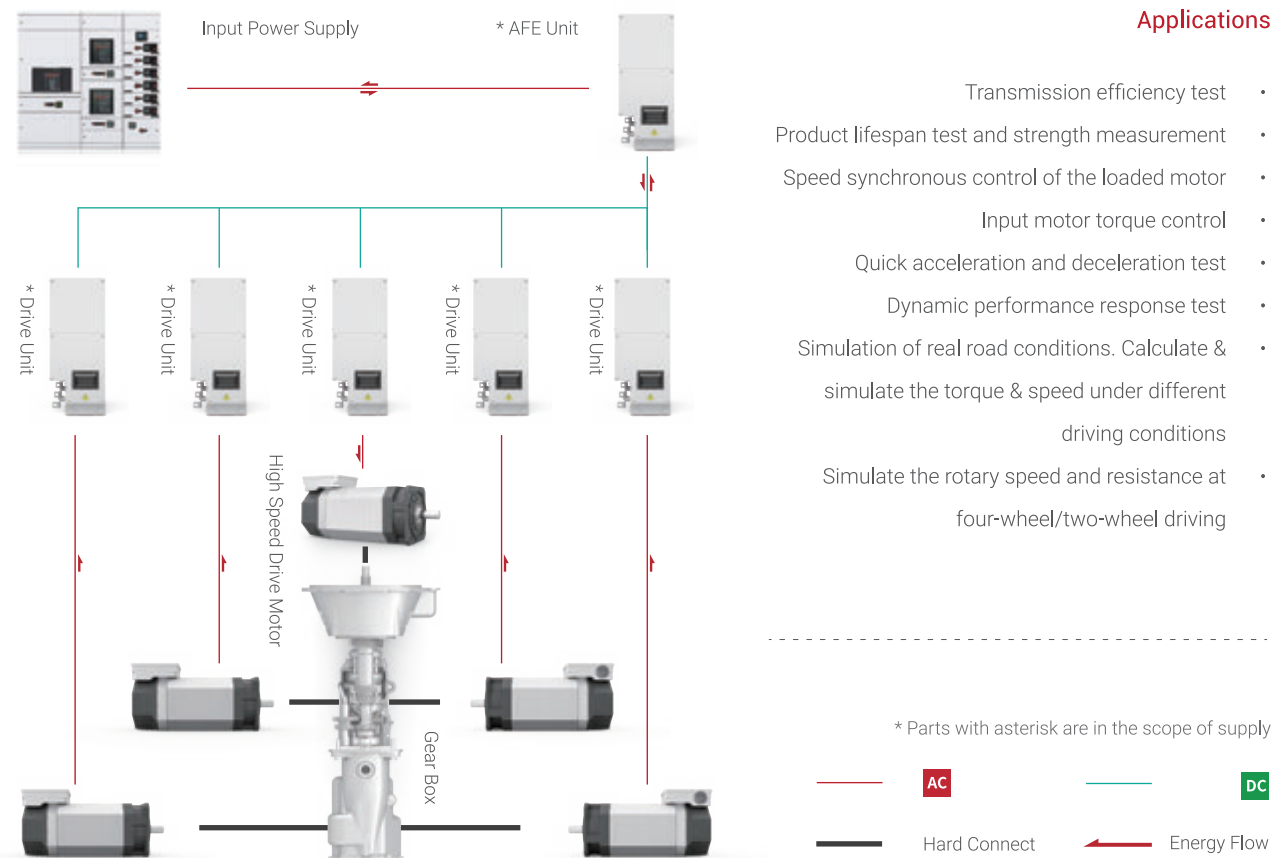 Input Power Supply
* AFE Unit
* Drive Unit
* Drive Unit
* Drive Unit
* Drive Unit
* Drive Unit
High Speed Drive Motor
Gear Box
Applications
Transmission efficiency test •
Product lifespan test and strength measurement •
Speed synchronous control of the loaded motor •
Input motor torque control •
Quick acceleration and deceleration test •
Dynamic performance response test •
Simulation of real road conditions. Calculate & •
simulate the torque & speed under different
driving conditions
Simulate the rotary speed and resistance at •
four-wheel/two-wheel driving
* Parts with asterisk are in the scope of supply
AC
DC
Hard Connect
Energy Flow